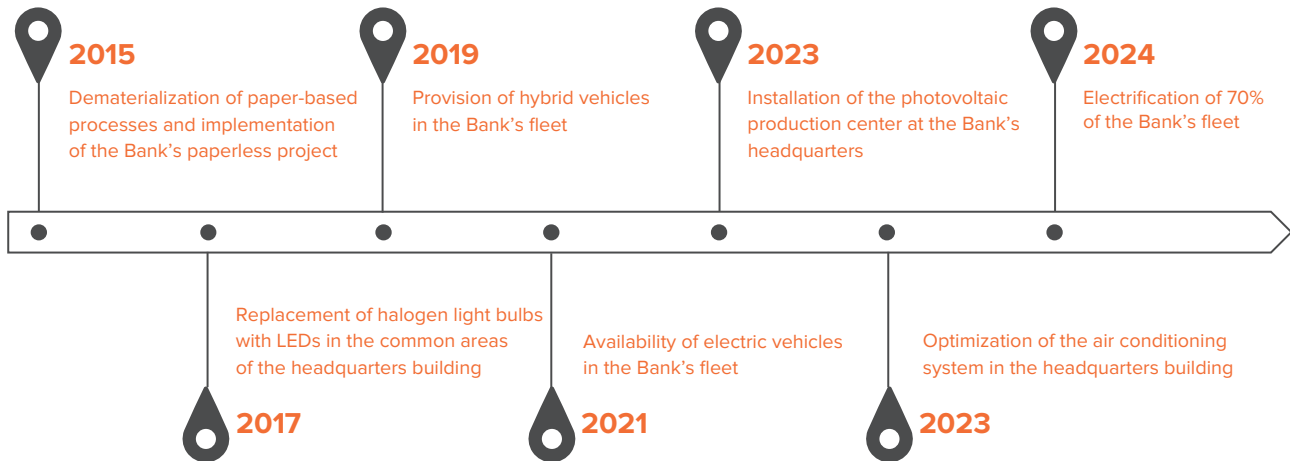 2015
Dematerialization of paper-based
processes and implementation
of the Bank's paperless project
2019
Provision of hybrid vehicles
in the Bank's fleet
2023
Installation of the photovoltaic
production center at the Bank's
headquarters
2024
Electrification of 70%
of the Bank's fleet
Replacement of halogen light bulbs
with LEDs in the common areas
of the headquarters building
2017
Availability of electric vehicles
in the Bank's fleet
2021
Optimization of the air conditioning
system in the headquarters building
2023